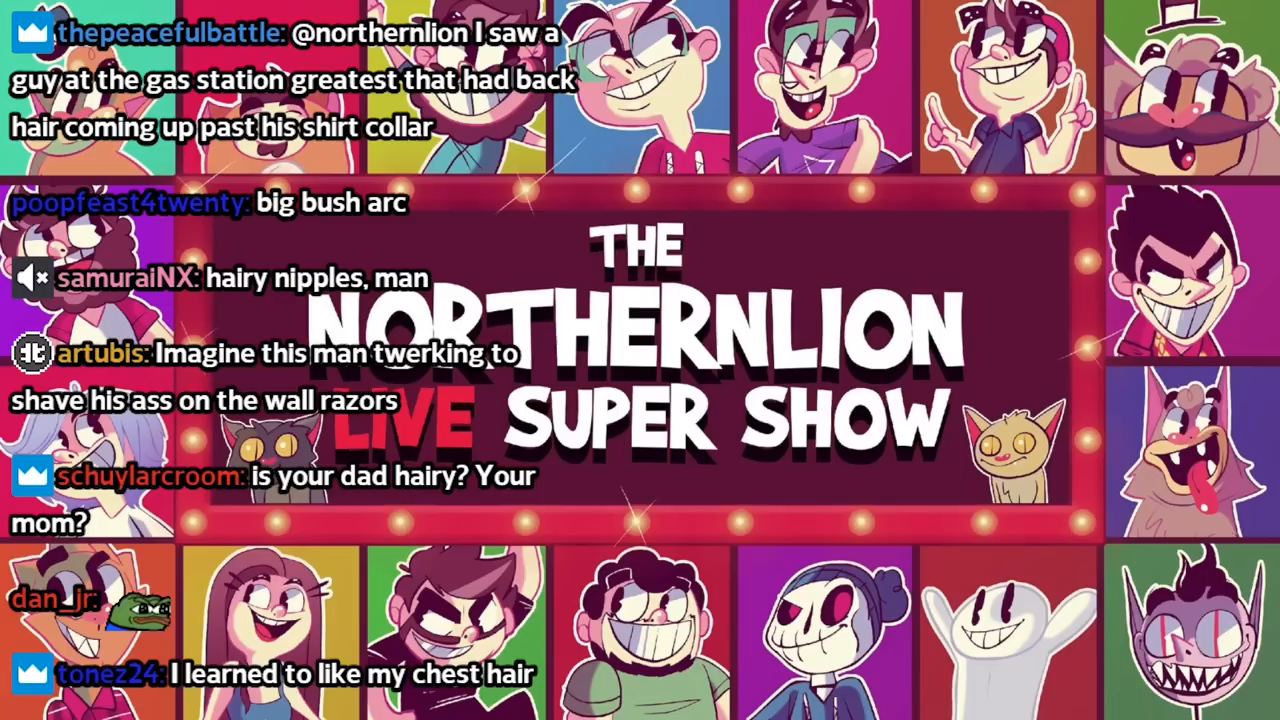 thepeacefulbattle: @northernlion I saw a
guy at the gas station greatest that had back
hair coming up past his shirt collar
poopfeast4twenty: big bush arc
samuraiNX: hairy nipples, man
artubis: Imagine this man twerking to
shave his ass on the wall razors
schuylarcroom: is your dad hairy? Your
mom?
dan_jr:
tonez24: I learned to like my chest hair
THE
NORTHERNLION
LIVE SUPER SHOW